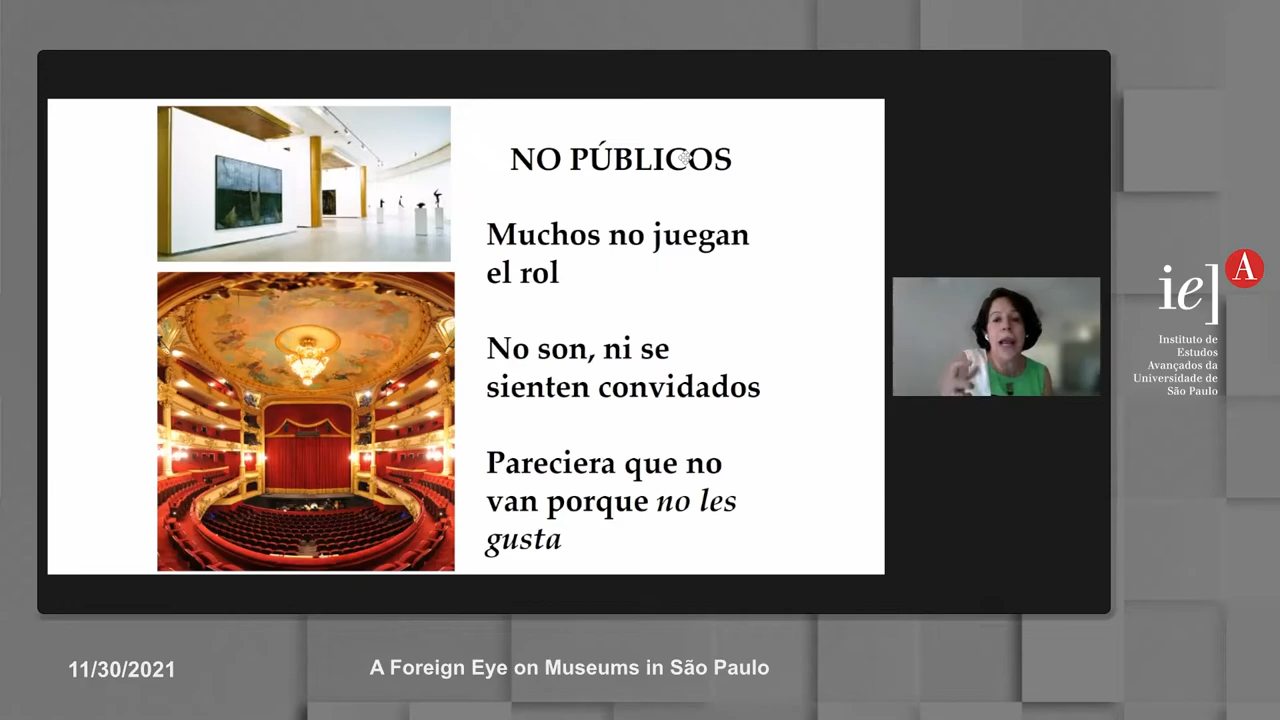 NO PÚBLICOS
Muchos no juegan
el rol
No son, ni se
sienten convidados
Pareciera que no
van porque no les
gusta
ie] A
Instituto de
Estudos
Avançados da
Universidade de
São Paulo
11/30/2021
A Foreign Eye on Museums in São Paulo